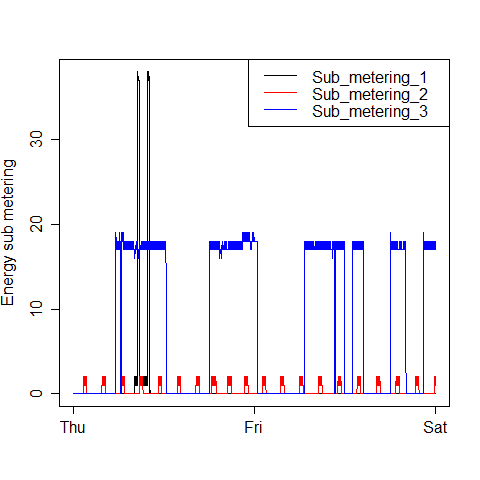 Sub_metering_1
Sub_metering_2
Sub_metering_3
Energy sub metering
30
20
10
0
Thu Fri Sat